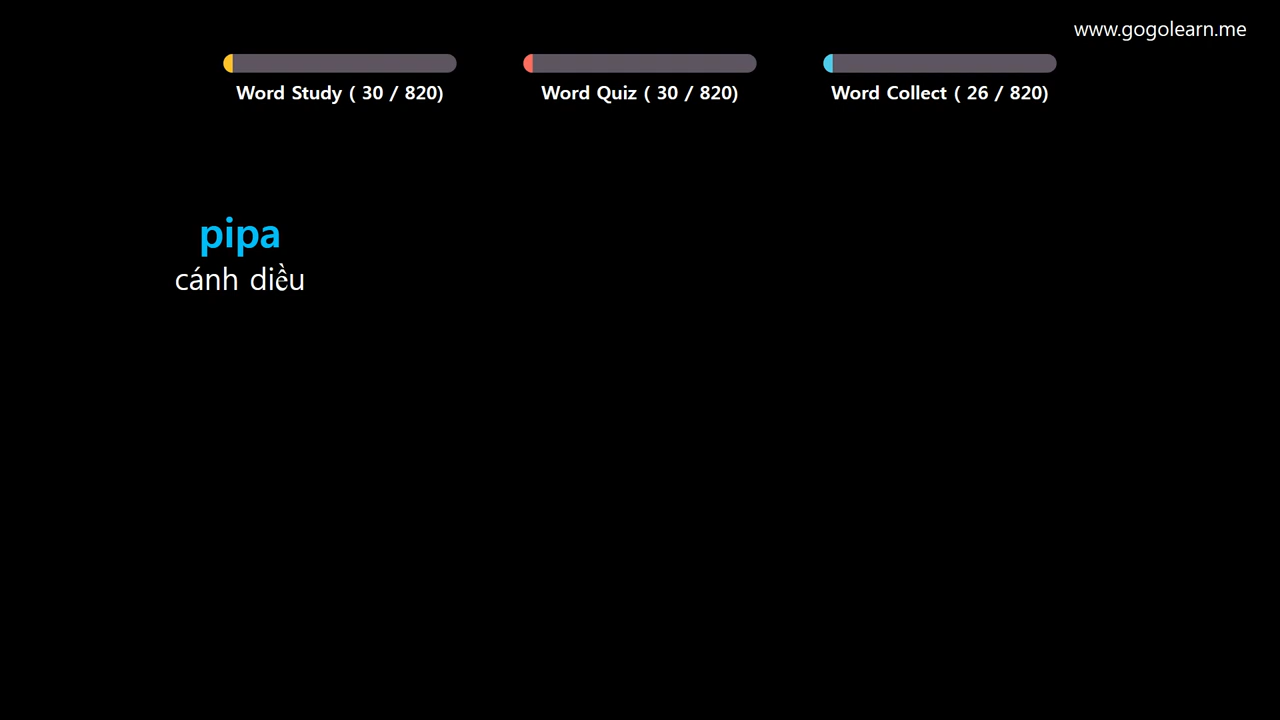 www.gogolearn.me
Word Study ( 30 / 820)
Word Quiz ( 30 / 820)
Word Collect ( 26 / 820)
pipa
cánh diều